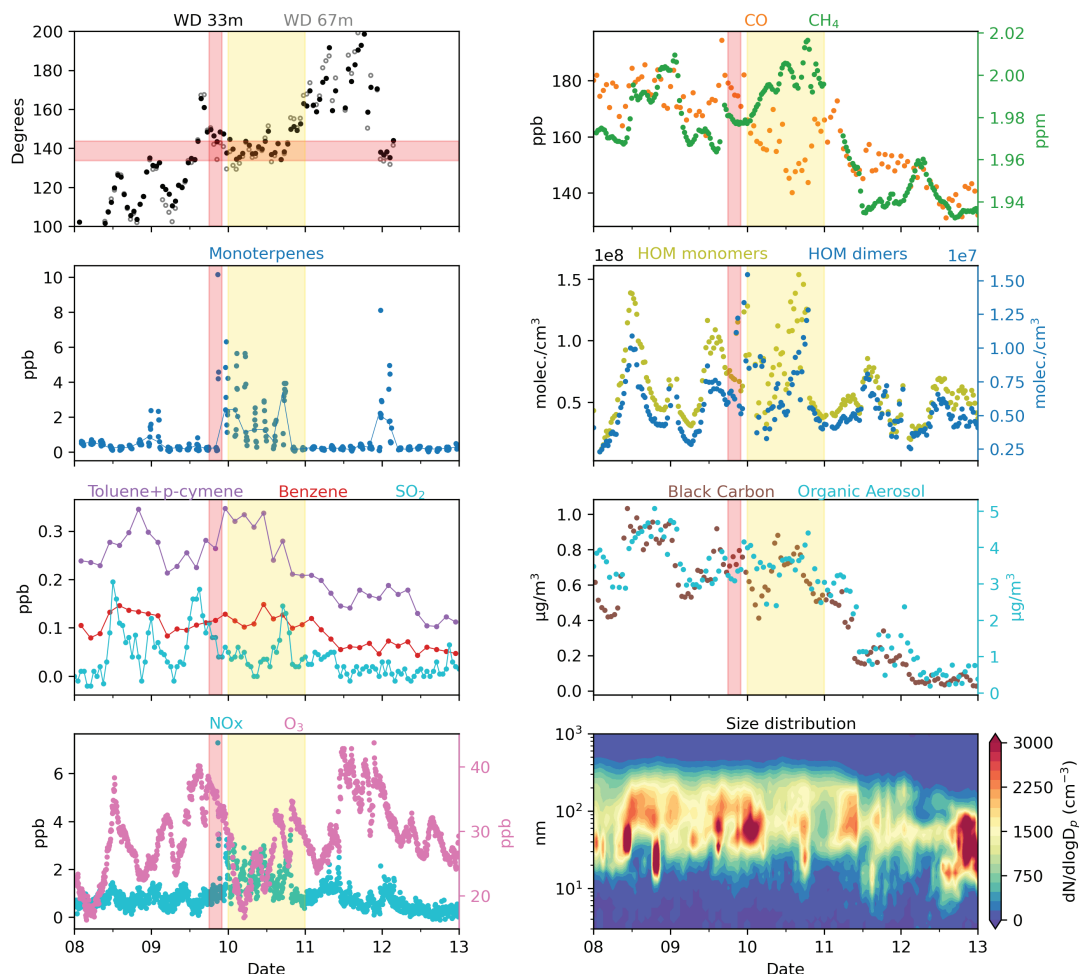 WD 33m WD 67m
200
180
160
140
120
100
Degrees
CO CH₄
180
160
140
ppb
2.02
2.00
1.98
1.96
1.94
ppm
Monoterpenes
10
8
6
4
2
0
ppb
1e8 HOM monomers HOM dimers 1e7
1.5
1.0
0.5
molec./cm³
1.50
1.25
1.00
0.75
0.50
0.25
molec./cm³
Toluene+p-cymene Benzene SO₂
0.3
0.2
0.1
0.0
ppb
Black Carbon Organic Aerosol
1.0
0.8
0.6
0.4
0.2
0.0
µg/m³
5
4
3
2
1
0
µg/m³
NOx O₃
6
4
2
0
ppb
40
30
20
ppb
08 09 10 11 12 13
Date
Size distribution
10³
10²
10¹
nm
08 09 10 11 12 13
Date
3000
2250
1500
750
0
dN/dlogDₚ (cm⁻³)